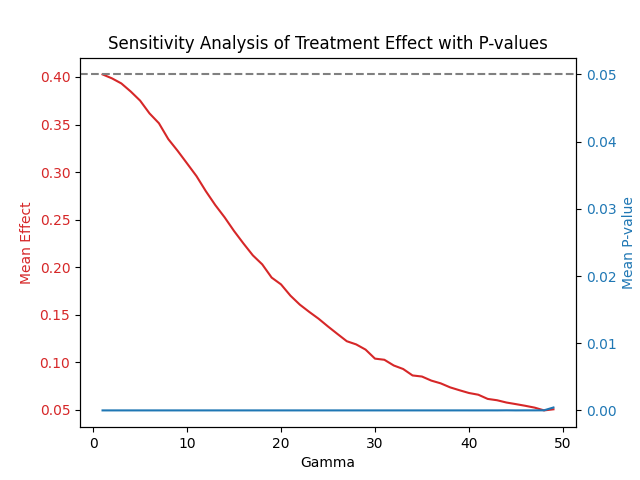 Sensitivity Analysis of Treatment Effect with P-values
0.40
0.35
0.30
0.25
0.20
0.15
0.10
0.05
Mean Effect
0.05
0.04
0.03
0.02
0.01
0.00
Mean P-value
0 10 20 30 40 50
Gamma